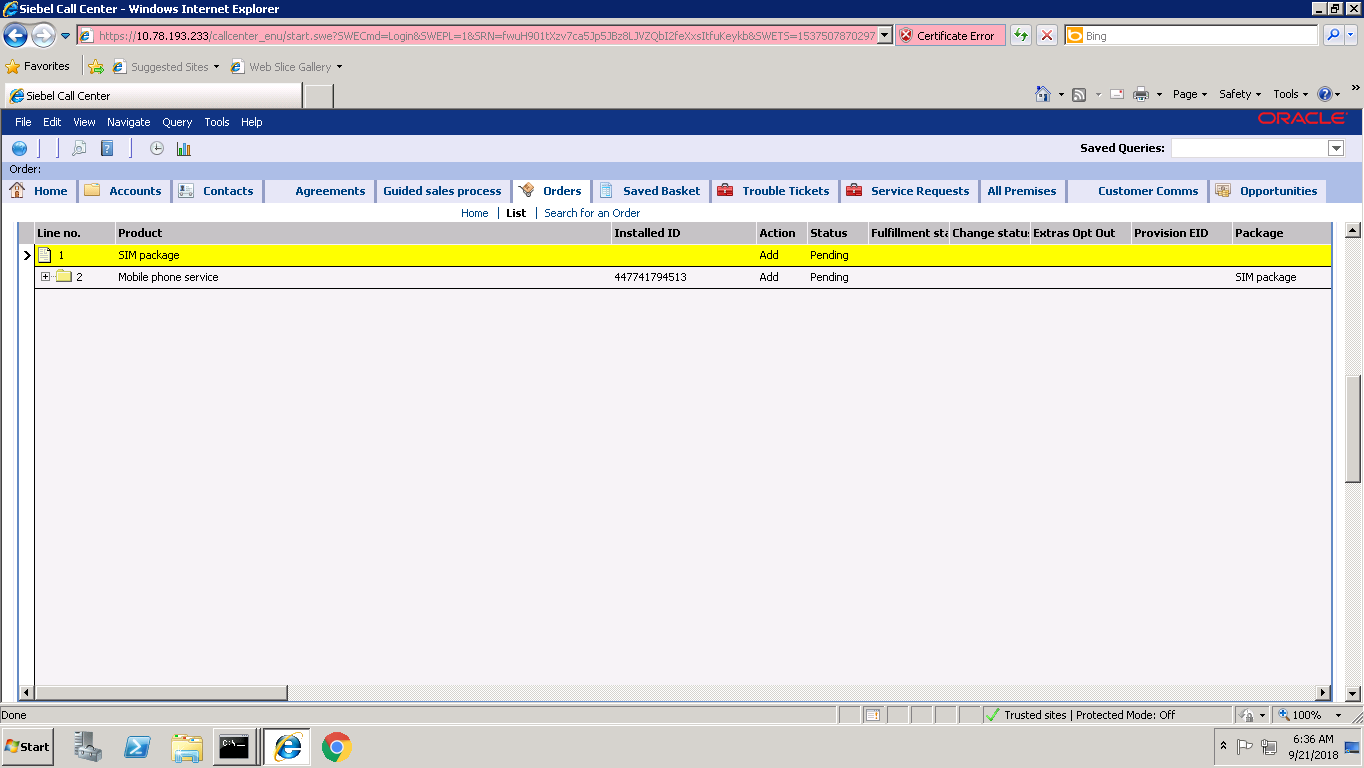 Siebel Call Center - Windows Internet Explorer
https://10.78.193.233/callcenter_enu/start.swe?SWECmd=Login&SWEPL=1&SRN=fwuH901tXzv7ca5Jp5JBz8LJVZQbI2feXxsItfuKeykb&SWETS=1537507870297 Certificate Error Bing
Favorites Suggested Sites Web Slice Gallery
Siebel Call Center Page Safety Tools
File Edit View Navigate Query Tools Help ORACLE
Saved Queries:
Order:
Home Accounts Contacts Agreements Guided sales process Orders Saved Basket Trouble Tickets Service Requests All Premises Customer Comms Opportunities
Home | List | Search for an Order
Line no. Product Installed ID Action Status Fulfillment sta Change status Extras Opt Out Provision EID Package
1 SIM package Add Pending
2 Mobile phone service 447741794513 Add Pending SIM package
Done Trusted sites | Protected Mode: Off 100%
Start C:\. 6:36 AM
9/21/2018